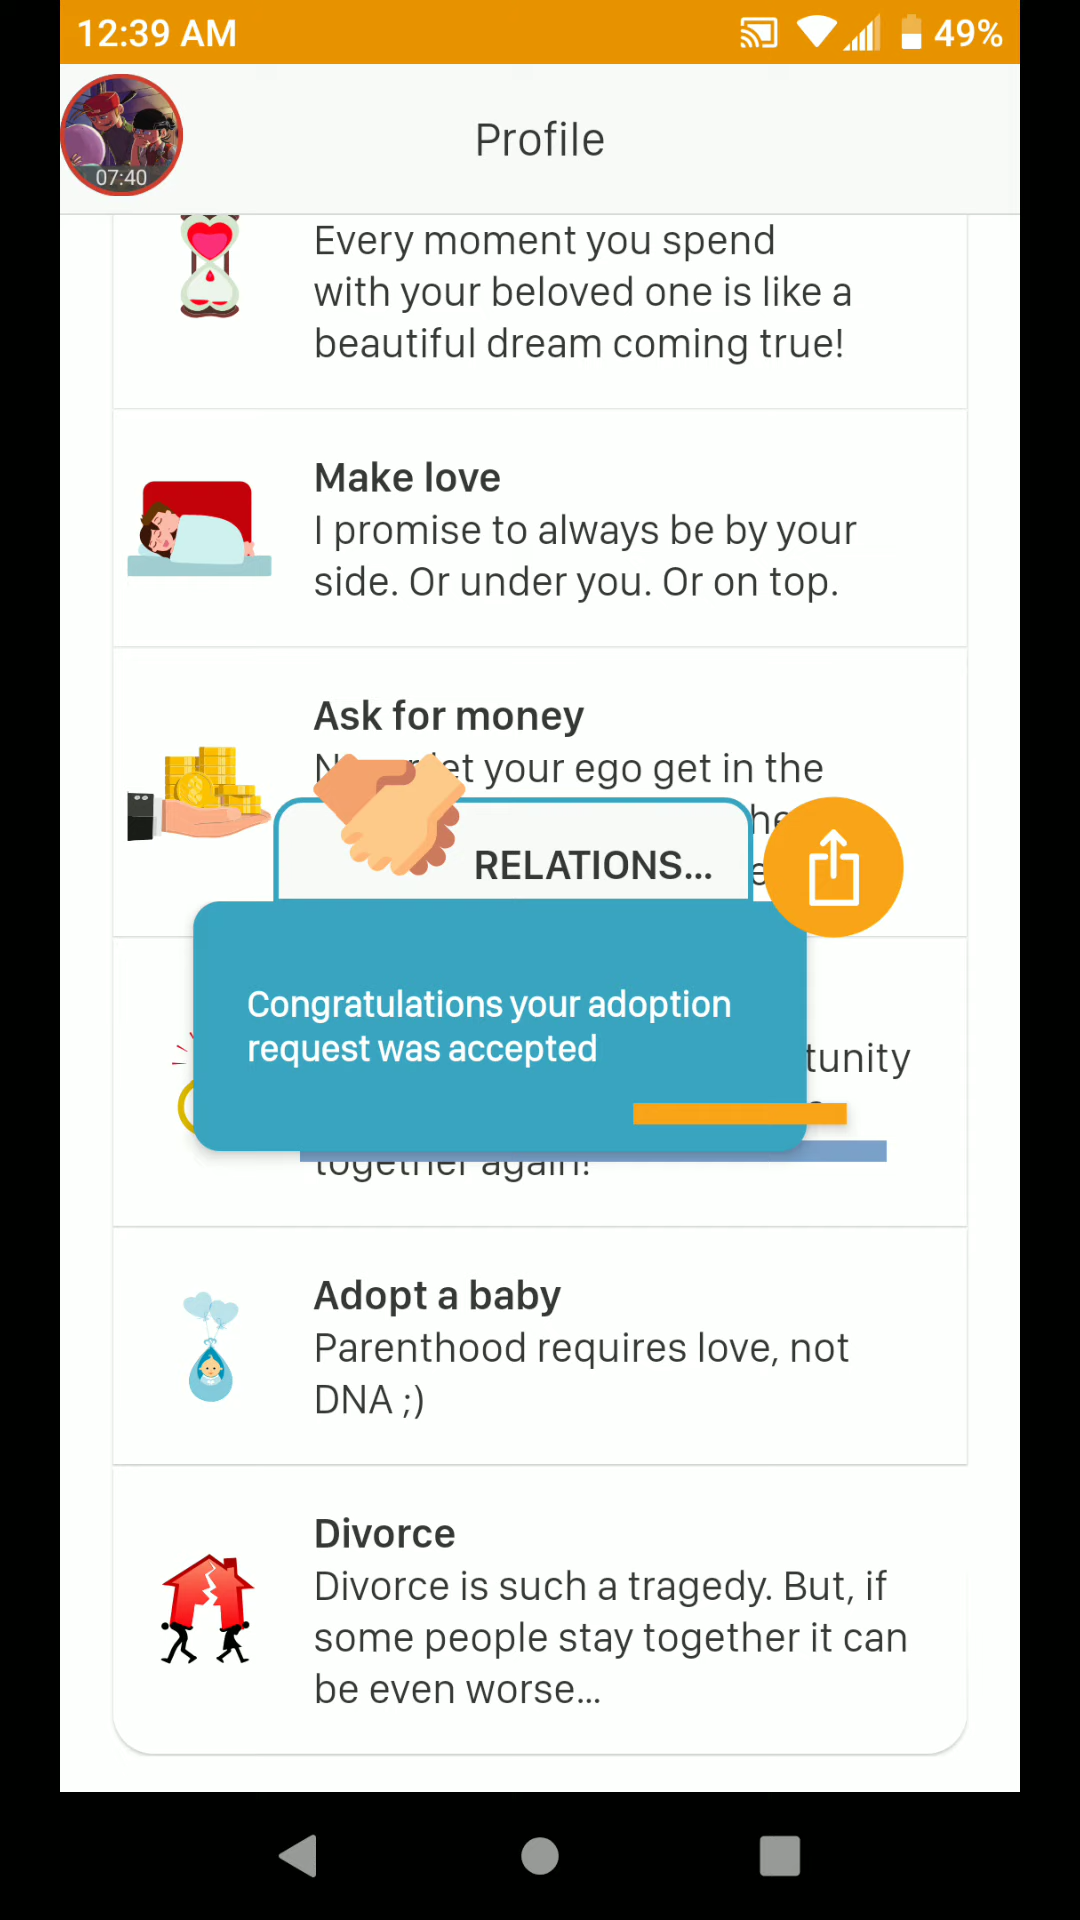 12:39 AM
49%
07:40
Profile
Every moment you spend
with your beloved one is like a
beautiful dream coming true!
Make love
I promise to always be by your
side. Or under you. Or on top.
Ask for money
let your ego get in the
RELATIONS...
Congratulations your adoption
request was accepted
tunity
together again!
Adopt a baby
Parenthood requires love, not
DNA ;)
Divorce
Divorce is such a tragedy. But, if
some people stay together it can
be even worse...